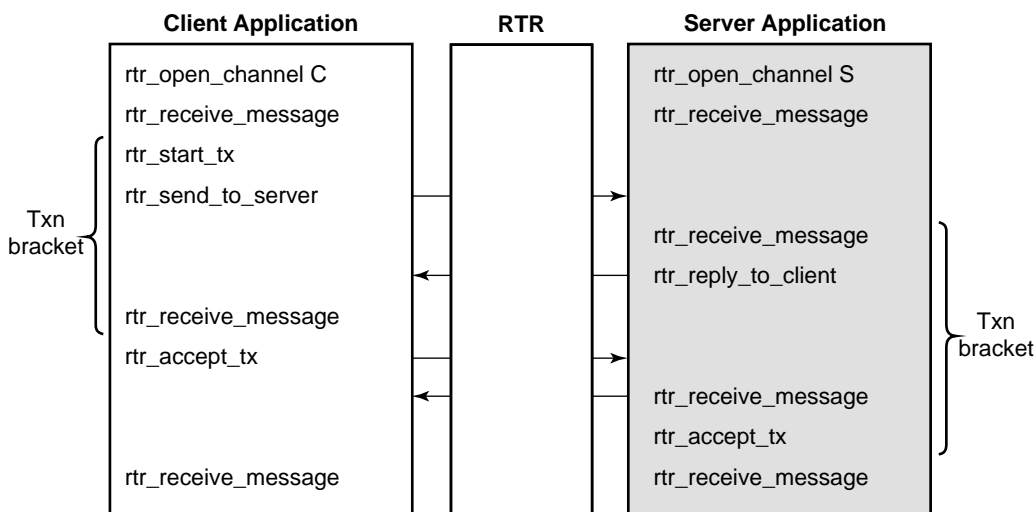 Client Application
RTR
Server Application
rtr_open_channel C
rtr_open_channel S
rtr_receive_message
rtr_receive_message
rtr_start_tx
rtr_send_to_server
Txn
bracket
rtr_receive_message
rtr_reply_to_client
rtr_receive_message
Txn
bracket
rtr_accept_tx
rtr_receive_message
rtr_accept_tx
rtr_receive_message
rtr_receive_message